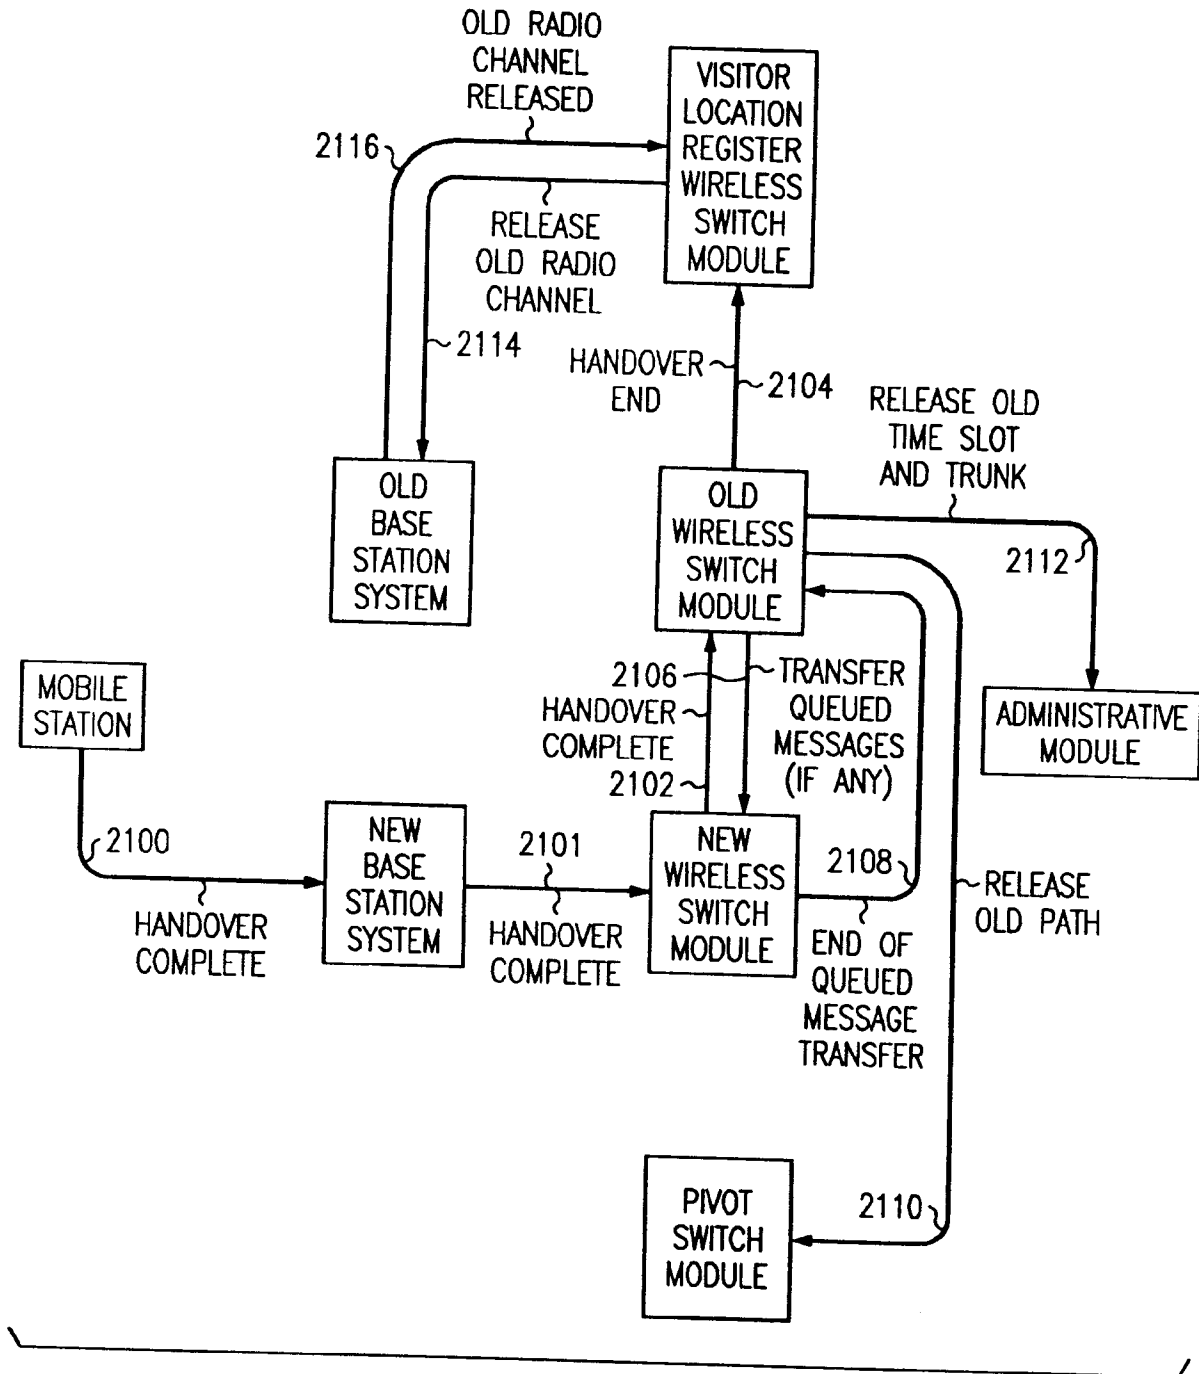 OLD RADIO
CHANNEL
RELEASED
2116
VISITOR
LOCATION
REGISTER
WIRELESS
SWITCH
MODULE
RELEASE
OLD RADIO
CHANNEL
2114
HANDOVER
END
2104
RELEASE OLD
TIME SLOT
AND TRUNK
2112
OLD
BASE
STATION
SYSTEM
OLD
WIRELESS
SWITCH
MODULE
MOBILE
STATION
2106
TRANSFER
QUEUED
MESSAGES
(IF ANY)
HANDOVER
COMPLETE
2102
ADMINISTRATIVE
MODULE
2100
HANDOVER
COMPLETE
NEW
BASE
STATION
SYSTEM
2101
HANDOVER
COMPLETE
NEW
WIRELESS
SWITCH
MODULE
2108
END OF
QUEUED
MESSAGE
TRANSFER
RELEASE
OLD PATH
PIVOT
SWITCH
MODULE
2110